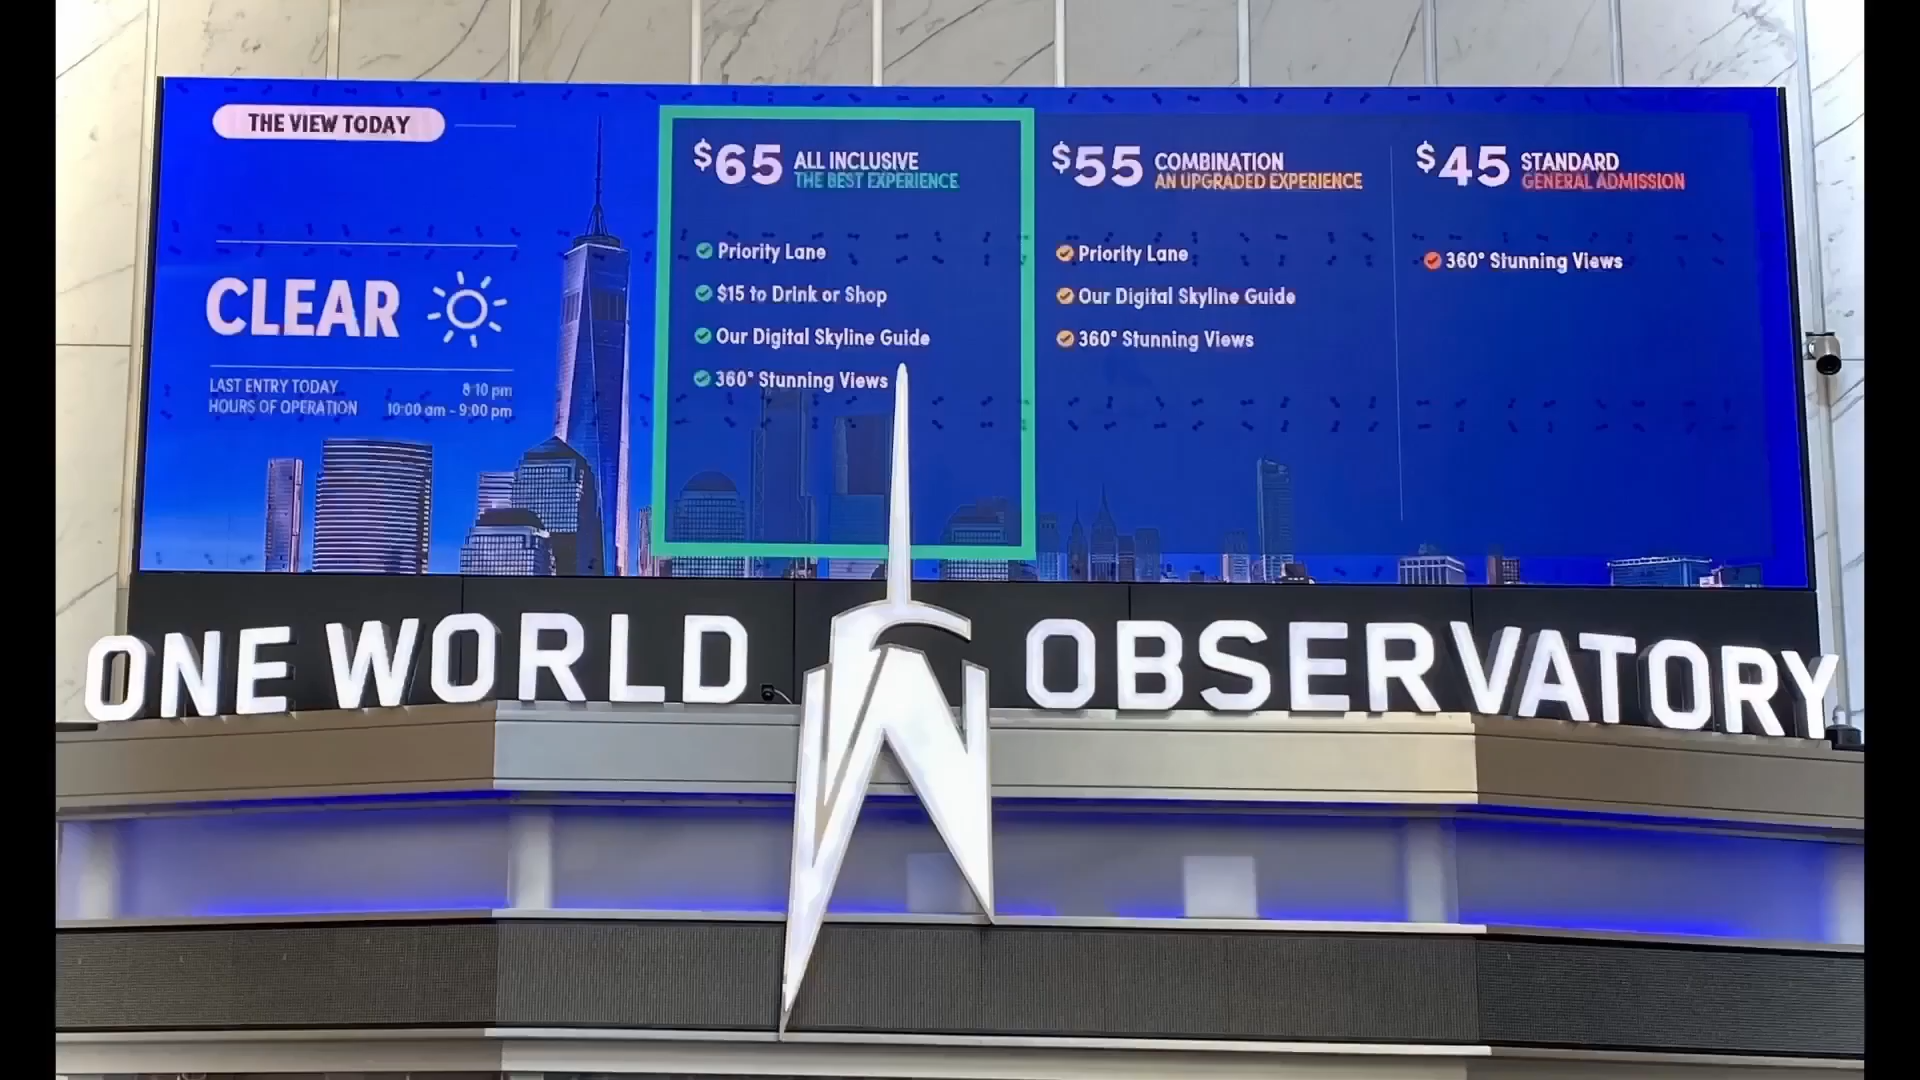 THE VIEW TODAY
CLEAR
LAST ENTRY TODAY 8:10 pm
HOURS OF OPERATION 10:00 am - 9:00 pm
$65 ALL INCLUSIVE
THE BEST EXPERIENCE
Priority Lane
$15 to Drink or Shop
Our Digital Skyline Guide
360° Stunning Views
$55 COMBINATION
AN UPGRADED EXPERIENCE
Priority Lane
Our Digital Skyline Guide
360° Stunning Views
$45 STANDARD
GENERAL ADMISSION
360° Stunning Views
ONE WORLD OBSERVATORY